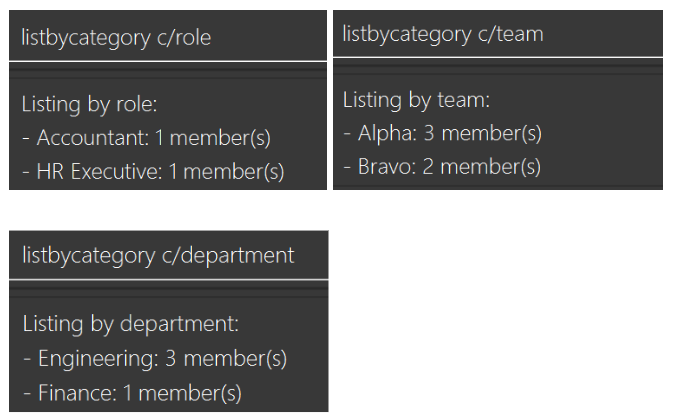 listbycategory c/role
Listing by role:
- Accountant: 1 member(s)
- HR Executive: 1 member(s)
listbycategory c/team
Listing by team:
- Alpha: 3 member(s)
- Bravo: 2 member(s)
listbycategory c/department
Listing by department:
- Engineering: 3 member(s)
- Finance: 1 member(s)